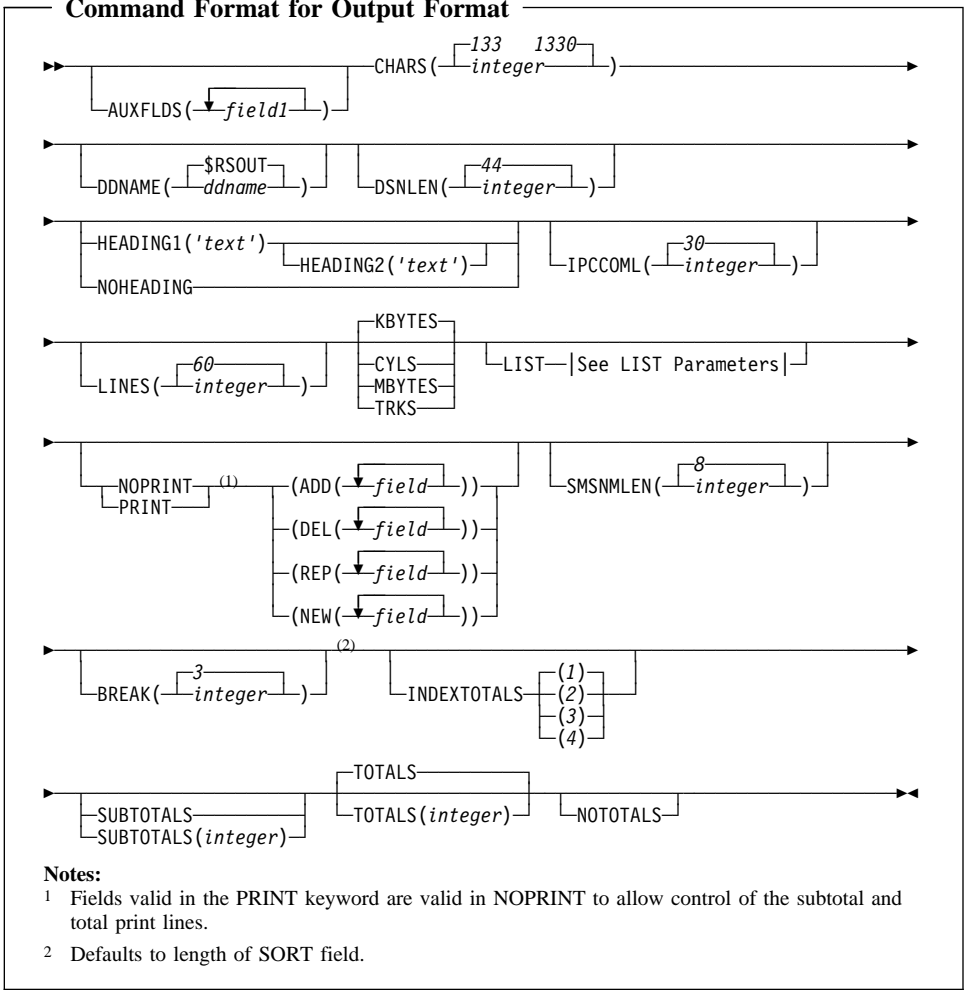 Command Format for Output Format
133 1330
CHARS( integer )
AUXFLDS( field1 )
$RSOUT 44
DDNAME( ddname ) DSNLEN( integer )
HEADING1('text') 30
HEADING2('text') IPCCOML( integer )
NOHEADING
KBYTES
60 CYLS LIST |See LIST Parameters|
LINES( integer ) MBYTES
TRKS
NOPRINT (1) (ADD( field )) 8
PRINT SMSNMLEN( integer )
(DEL( field ))
(REP( field ))
(NEW( field ))
(2)
3 (1)
BREAK( integer ) INDEXTOTALS (2)
(3)
(4)
TOTALS
SUBTOTALS TOTALS(integer) NOTOTALS
SUBTOTALS(integer)
Notes:
1 Fields valid in the PRINT keyword are valid in NOPRINT to allow control of the subtotal and
total print lines.
2 Defaults to length of SORT field.